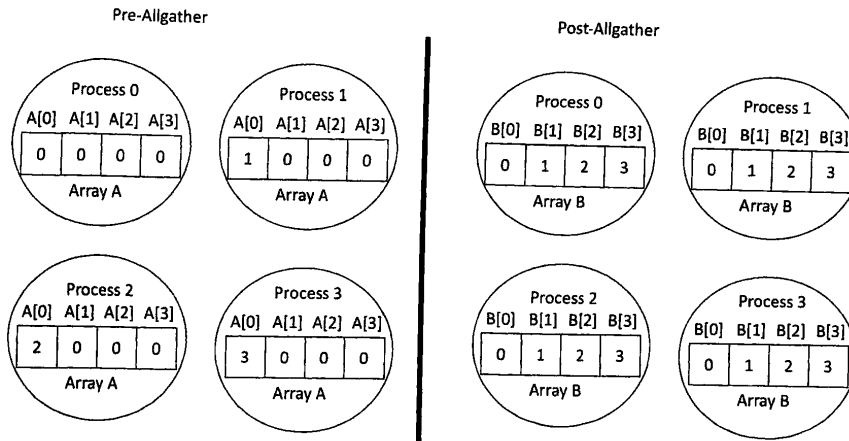 Pre-Allgather
Process 0
A[0] A[1] A[2] A[3]
0 0 0 0
Array A
Process 1
A[0] A[1] A[2] A[3]
1 0 0 0
Array A
Process 2
A[0] A[1] A[2] A[3]
2 0 0 0
Array A
Process 3
A[0] A[1] A[2] A[3]
3 0 0 0
Array A
Post-Allgather
Process 0
B[0] B[1] B[2] B[3]
0 1 2 3
Array B
Process 1
B[0] B[1] B[2] B[3]
0 1 2 3
Array B
Process 2
B[0] B[1] B[2] B[3]
0 1 2 3
Array B
Process 3
B[0] B[1] B[2] B[3]
0 1 2 3
Array B